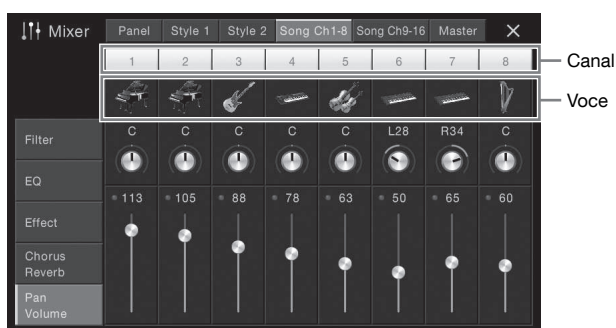 Mixer Panel Style 1 Style 2 Song Ch1-8 Song Ch9-16 Master ×
1 2 3 4 5 6 7 8 Canal
Voce
Filter C C C C C L28 R34 C
EQ
113 105 88 78 63 50 65 60
Effect
Chorus
Reverb
Pan
Volume